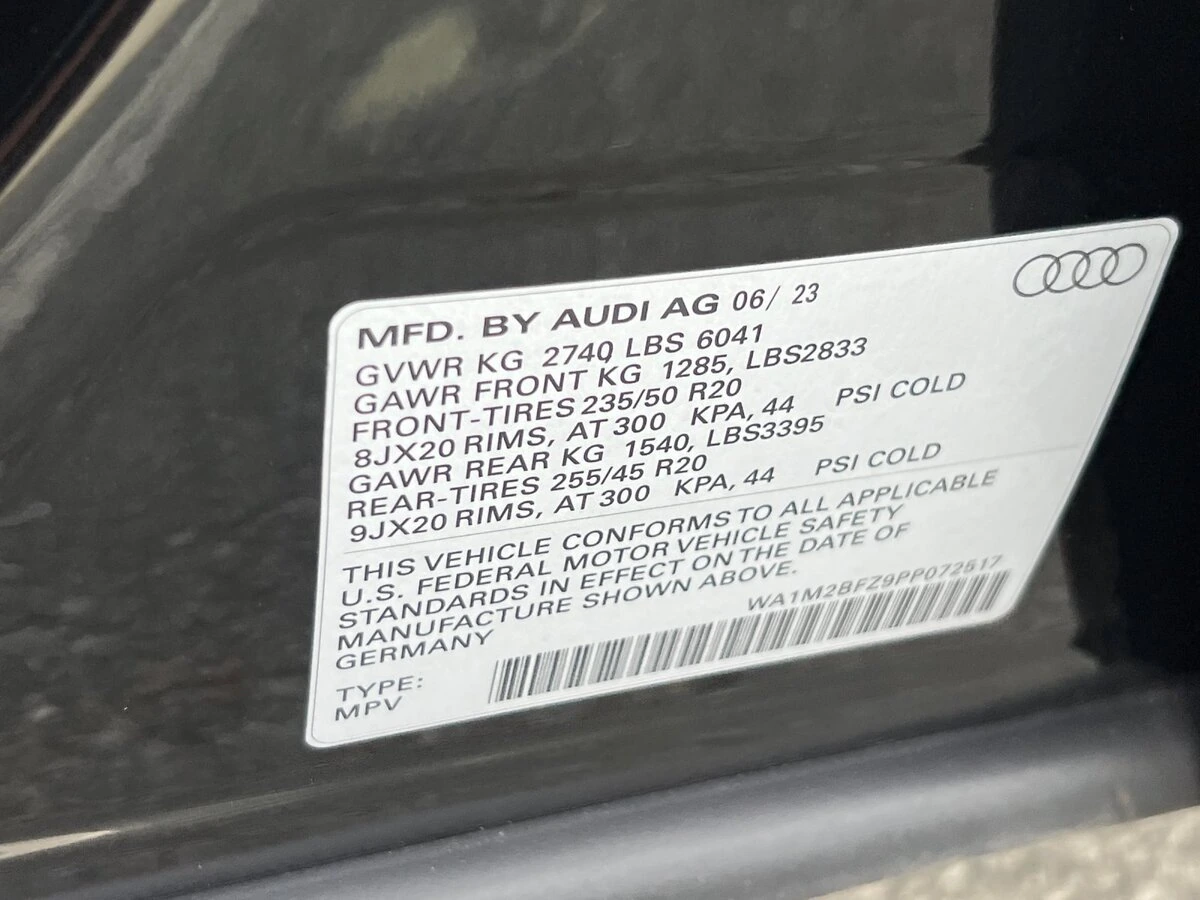 MFD. BY AUDI AG 06/ 23
GVWR KG 2740 LBS 6041
GAWR FRONT KG 1285, LBS2833
FRONT-TIRES 235/50 R20
8JX20 RIMS, AT 300 KPA, 44 PSI COLD
GAWR REAR KG 1540, LBS3395
REAR-TIRES 255/45 R20
9JX20 RIMS, AT 300 KPA, 44 PSI COLD
THIS VEHICLE CONFORMS TO ALL APPLICABLE
U.S. FEDERAL MOTOR VEHICLE SAFETY
STANDARDS IN EFFECT ON THE DATE OF
MANUFACTURE SHOWN ABOVE.
GERMANY
WA1M2BFZ9PP072517
TYPE:
MPV